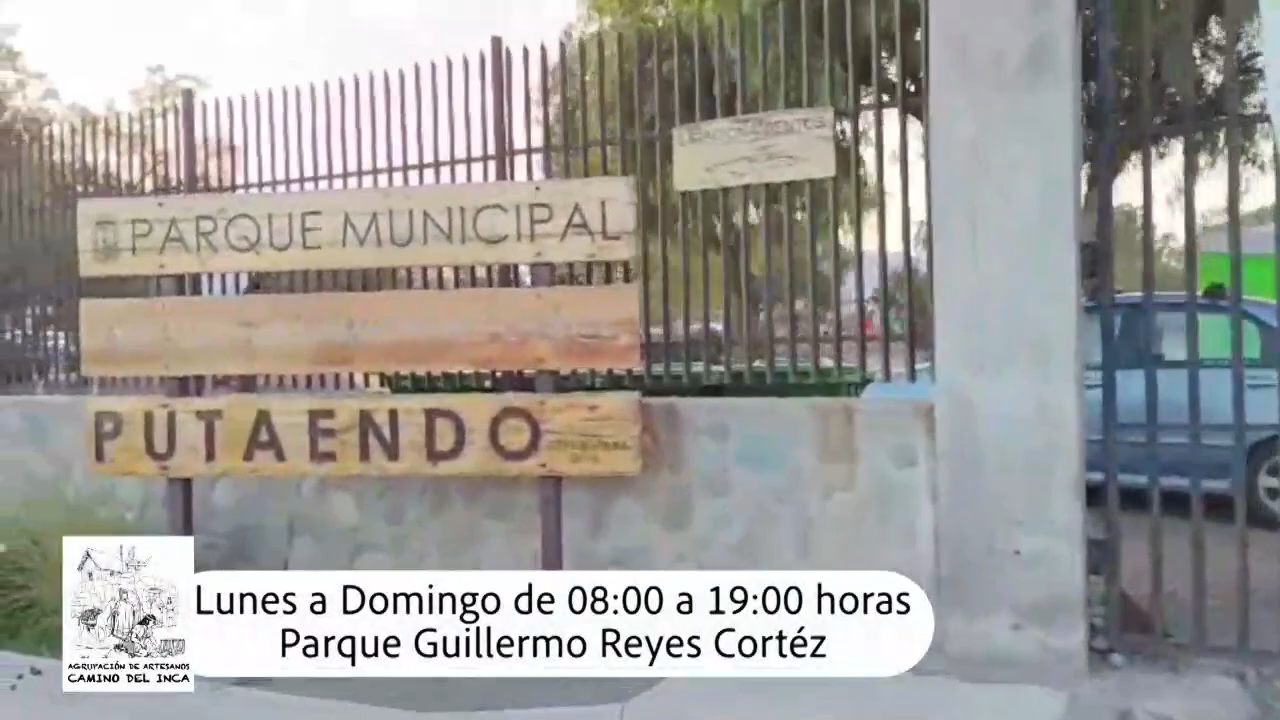 PARQUE MUNICIPAL
PUTAENDO
Lunes a Domingo de 08:00 a 19:00 horas
Parque Guillermo Reyes Cortéz
AGRUPACIÓN DE ARTESANOS
CAMINO DEL INCA